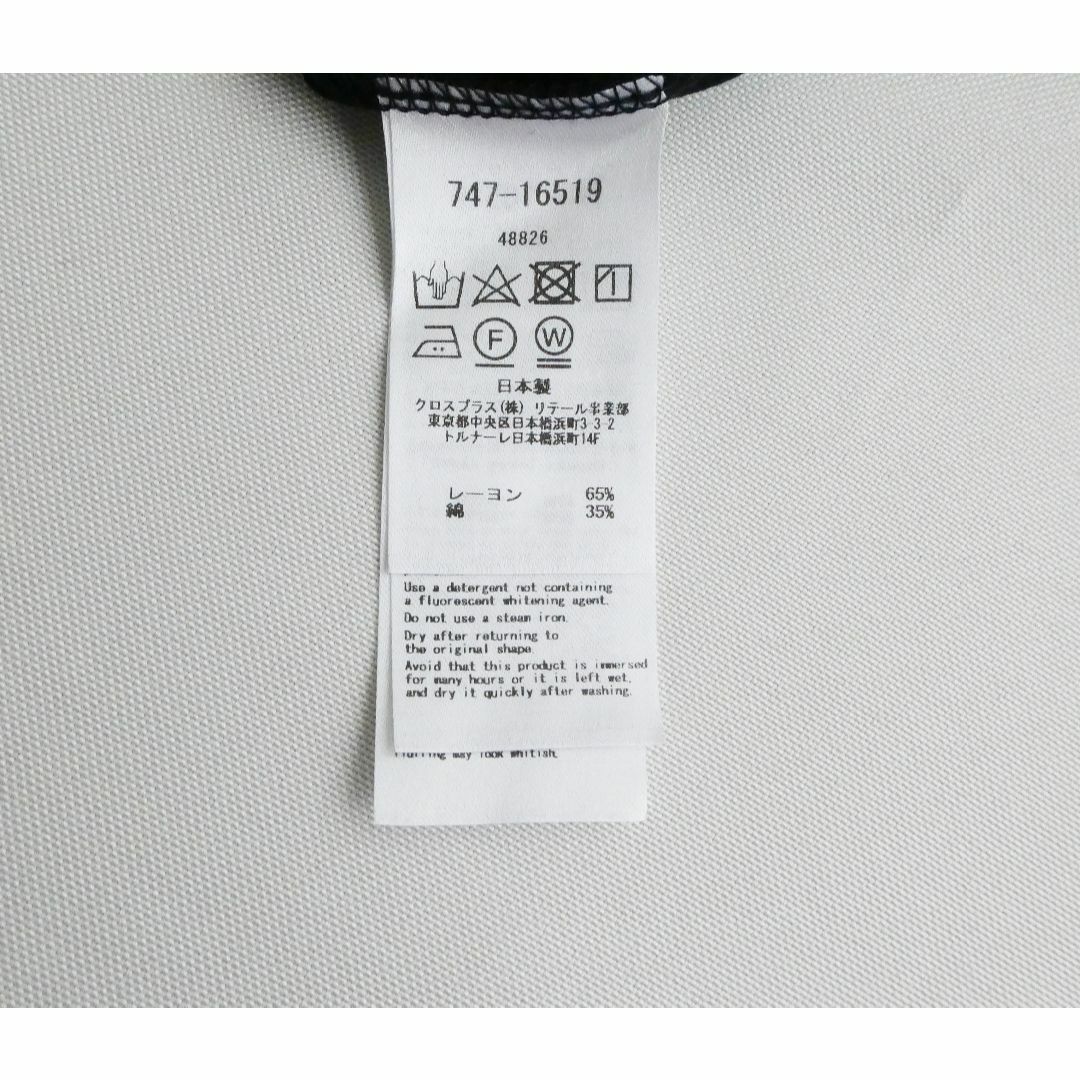 747-16519
48826
F W
日本製
クロスプラス(株) リテール事業部
東京都中央区日本橋浜町3-3-2
トルナーレ日本橋浜町14F
レーヨン 65%
綿 35%
Use a detergent not containing
a fluorescent whitening agent.
Do not use a steam iron.
Dry after returning to
the original shape.
Avoid that this product is immersed
for many hours or it is left wet,
and dry it quickly after washing.
may look whitish.